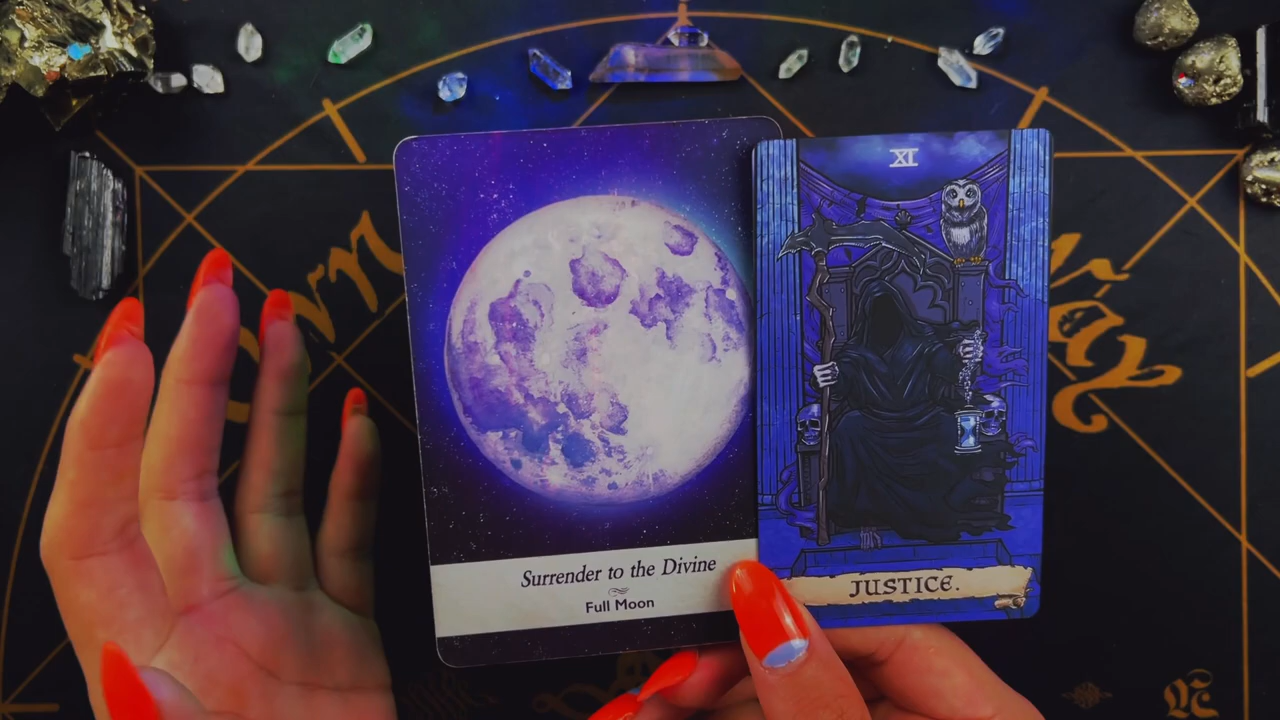 XI
Surrender to the Divine
Full Moon
JUSTICE.